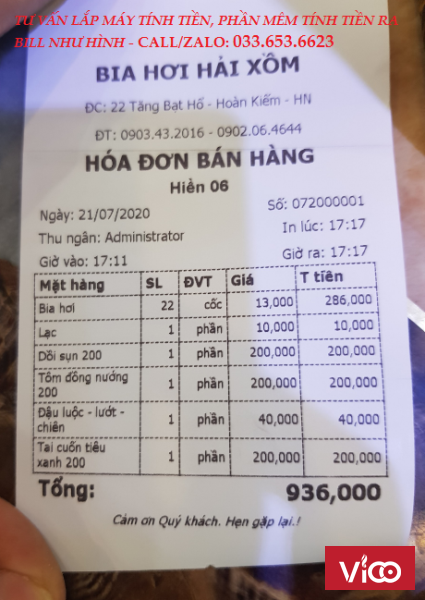 TƯ VẤN LẮP MÁY TÍNH TIỀN, PHẦN MỀM TÍNH TIỀN RA
BILL NHƯ HÌNH - CALL/ZALO: 033.653.6623
BIA HƠI HẢI XỒM
ĐC: 22 Tăng Bạt Hổ - Hoàn Kiếm - HN
ĐT: 0903.43.2016 - 0902.06.4644
HÓA ĐƠN BÁN HÀNG
Hiền 06
Ngày: 21/07/2020 Số: 072000001
Thu ngân: Administrator In lúc: 17:17
Giờ vào: 17:11 Giờ ra: 17:17
Mặt hàng SL ĐVT Giá T tiền
Bia hơi 22 cốc 13,000 286,000
Lạc 1 phần 10,000 10,000
Dồi sụn 200 1 phần 200,000 200,000
Tôm đồng nướng
200 1 phần 200,000 200,000
Đậu luộc - lướt -
chiên 1 phần 40,000 40,000
Tai cuốn tiêu
xanh 200 1 phần 200,000 200,000
Tổng: 936,000
Cảm ơn Quý khách. Hẹn gặp lại.!
Vico